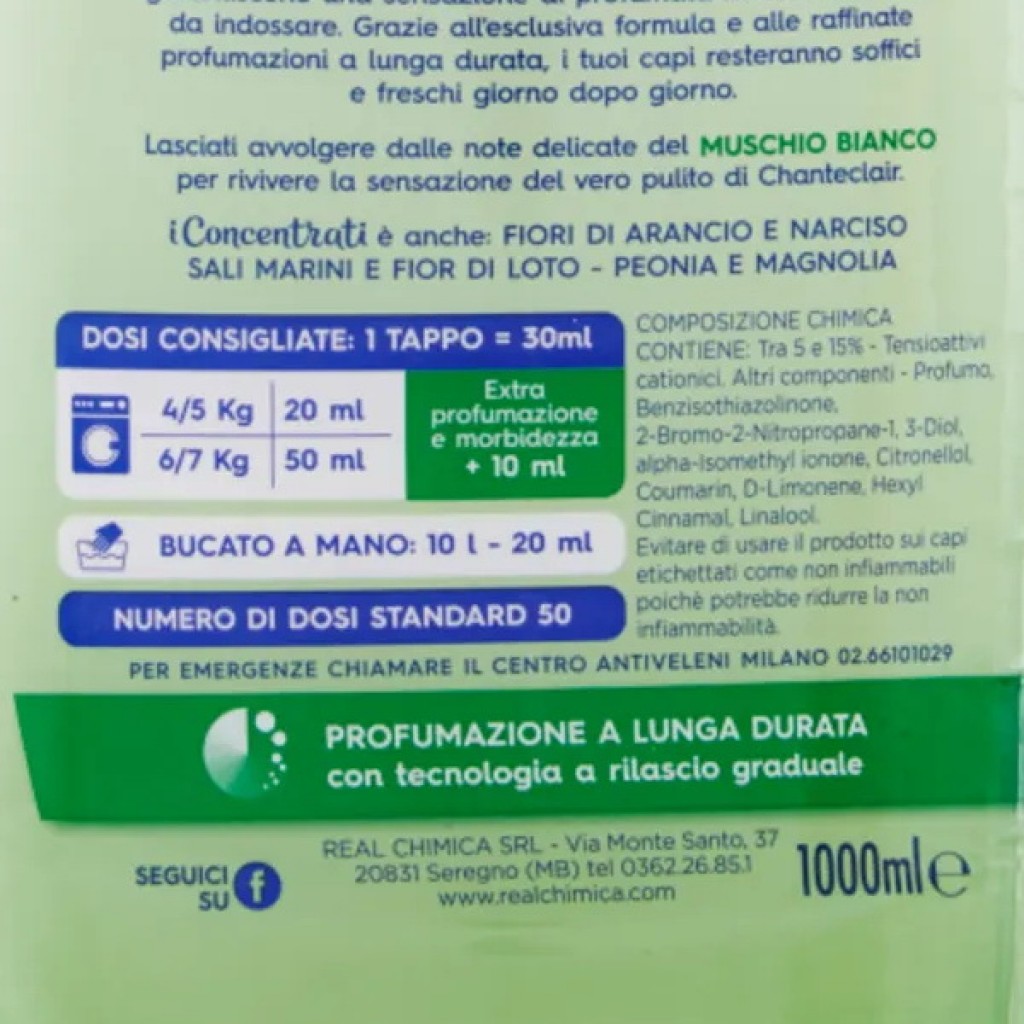 da indossare. Grazie all'esclusiva formula e alle raffinate
profumazioni a lunga durata, i tuoi capi resteranno soffici
e freschi giorno dopo giorno.
Lasciati avvolgere dalle note delicate del MUSCHIO BIANCO
per rivivere la sensazione del vero pulito di Chanteclair.
i Concentrati è anche: FIORI DI ARANCIO E NARCISO
SALI MARINI E FIOR DI LOTO - PEONIA E MAGNOLIA
DOSI CONSIGLIATE: 1 TAPPO = 30ml
4/5 Kg 20 ml
6/7 Kg 50 ml
Extra
profumazione
e morbidezza
+ 10 ml
BUCATO A MANO: 10 l - 20 ml
NUMERO DI DOSI STANDARD 50
COMPOSIZIONE CHIMICA
CONTIENE: Tra 5 e 15% - Tensioattivi
cationici. Altri componenti - Profumo,
Benzisothiazolinone,
2-Bromo-2-Nitropropane-1, 3-Diol,
alpha-Isomethyl ionone, Citronellol,
Coumarin, D-Limonene, Hexyl
Cinnamal, Linalool.
Evitare di usare il prodotto sui capi
etichettati come non infiammabili
poichè potrebbe ridurre la non
infiammabilità.
PER EMERGENZE CHIAMARE IL CENTRO ANTIVELENI MILANO 02.66101029
PROFUMAZIONE A LUNGA DURATA
con tecnologia a rilascio graduale
SEGUICI
SU f
REAL CHIMICA SRL - Via Monte Santo, 37
20831 Seregno (MB) tel 0362.26.85.1
www.realchimica.com
1000ml e